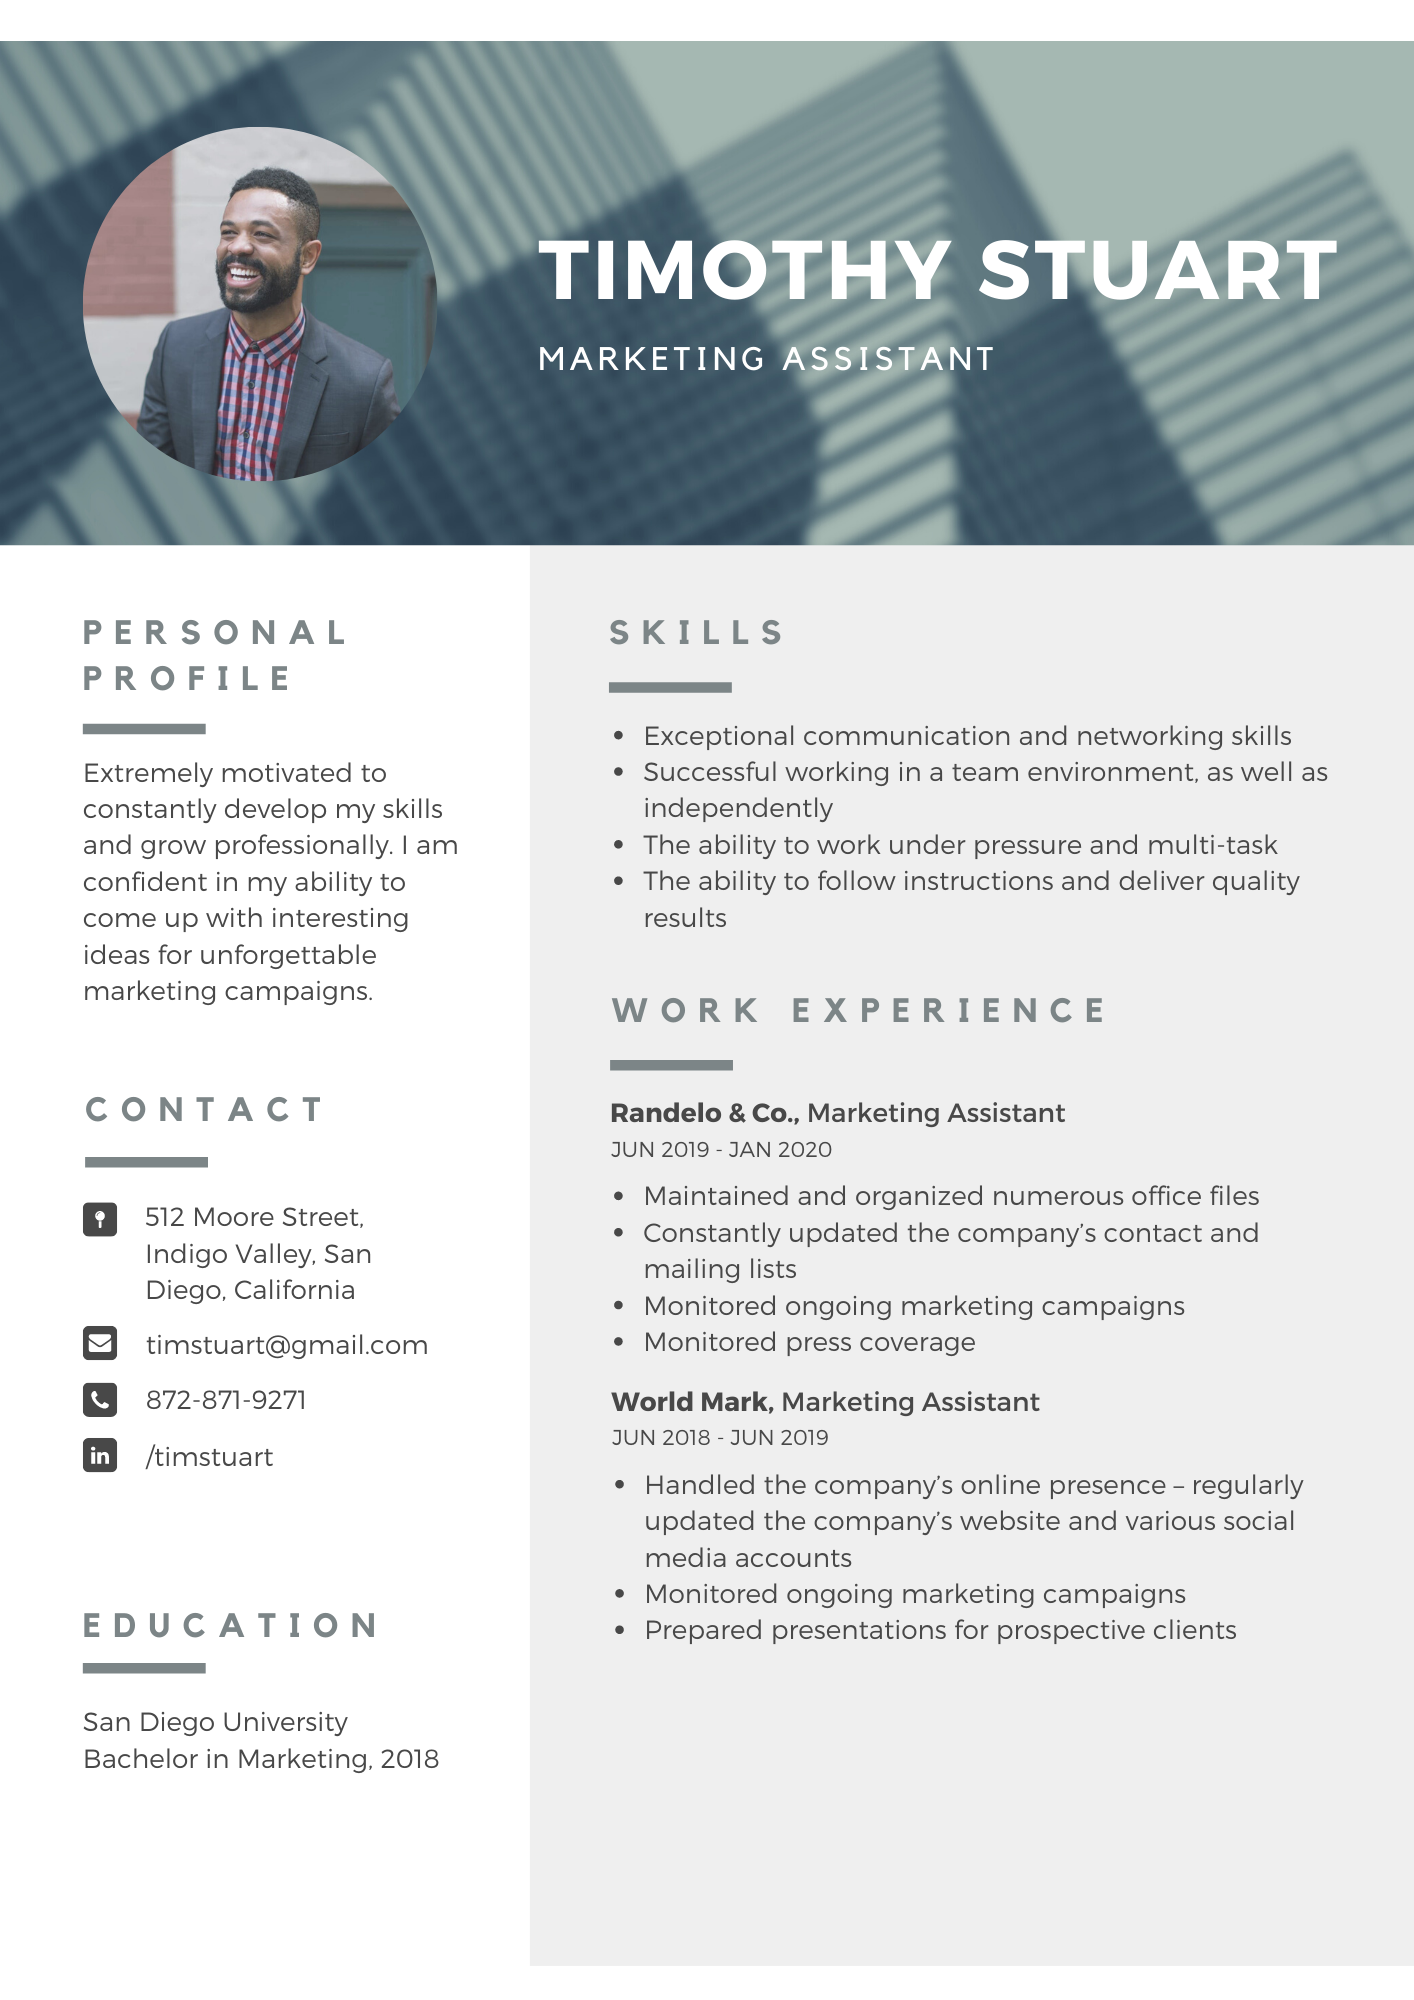 TIMOTHY STUART
MARKETING ASSISTANT
PERSONAL
PROFILE
Extremely motivated to
constantly develop my skills
and grow professionally. I am
confident in my ability to
come up with interesting
ideas for unforgettable
marketing campaigns.
CONTACT
512 Moore Street,
Indigo Valley, San
Diego, California
timstuart@gmail.com
872-871-9271
in /timstuart
EDUCATION
San Diego University
Bachelor in Marketing, 2018
SKILLS
• Exceptional communication and networking skills
• Successful working in a team environment, as well as
independently
• The ability to work under pressure and multi-task
• The ability to follow instructions and deliver quality
results
WORK EXPERIENCE
Randelo & Co., Marketing Assistant
JUN 2019 - JAN 2020
• Maintained and organized numerous office files
• Constantly updated the company’s contact and
mailing lists
• Monitored ongoing marketing campaigns
• Monitored press coverage
World Mark, Marketing Assistant
JUN 2018 - JUN 2019
• Handled the company’s online presence – regularly
updated the company’s website and various social
media accounts
• Monitored ongoing marketing campaigns
• Prepared presentations for prospective clients